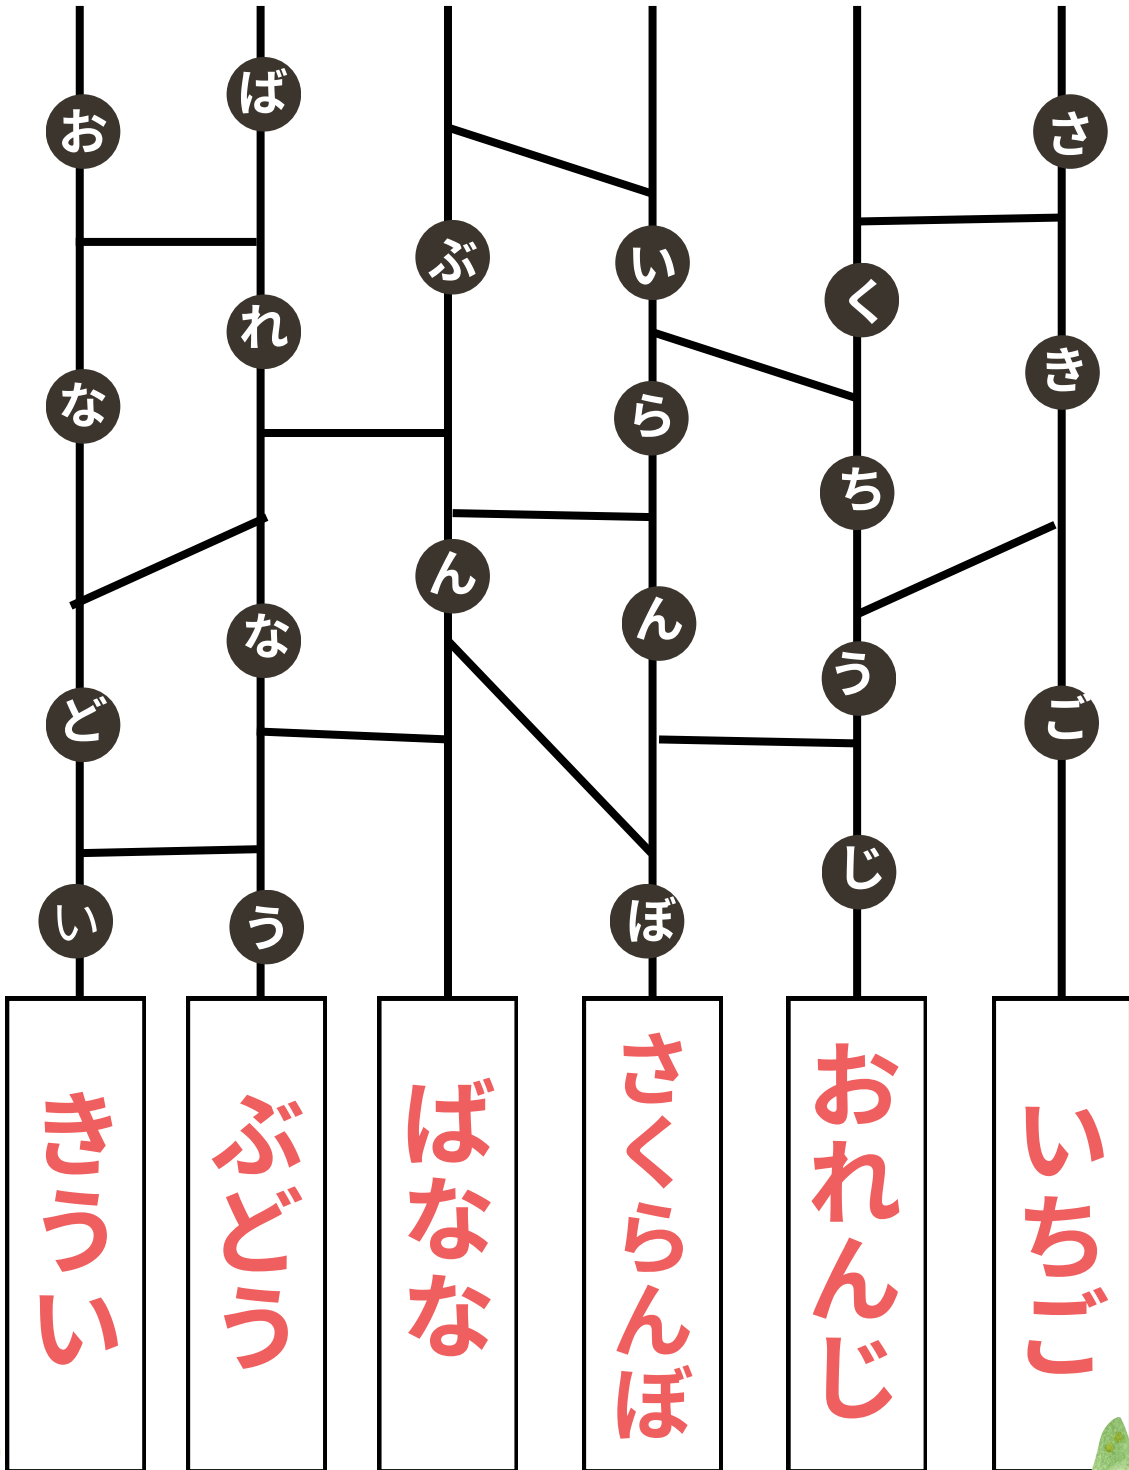 お
ば
さ
ぶ
い
く
れ
き
な
ら
ち
ん
ん
な
う
ど
ご
じ
い
う
ぼ
きうい
ぶどう
ばなな
さくらんぼ
おれんじ
いちご